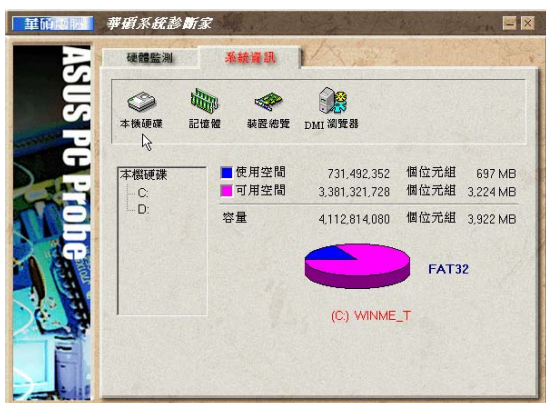 華碩電腦 華碩系統診斷家
ASUS PC Probe
硬體監測 系統資訊
本機硬碟 記憶體 裝置總覽 DMI 瀏覽器
本機硬碟
C:
D:
使用空間 731,492,352 個位元組 697 MB
可用空間 3,381,321,728 個位元組 3,224 MB
容量 4,112,814,080 個位元組 3,922 MB
FAT32
(C:) WINME_T